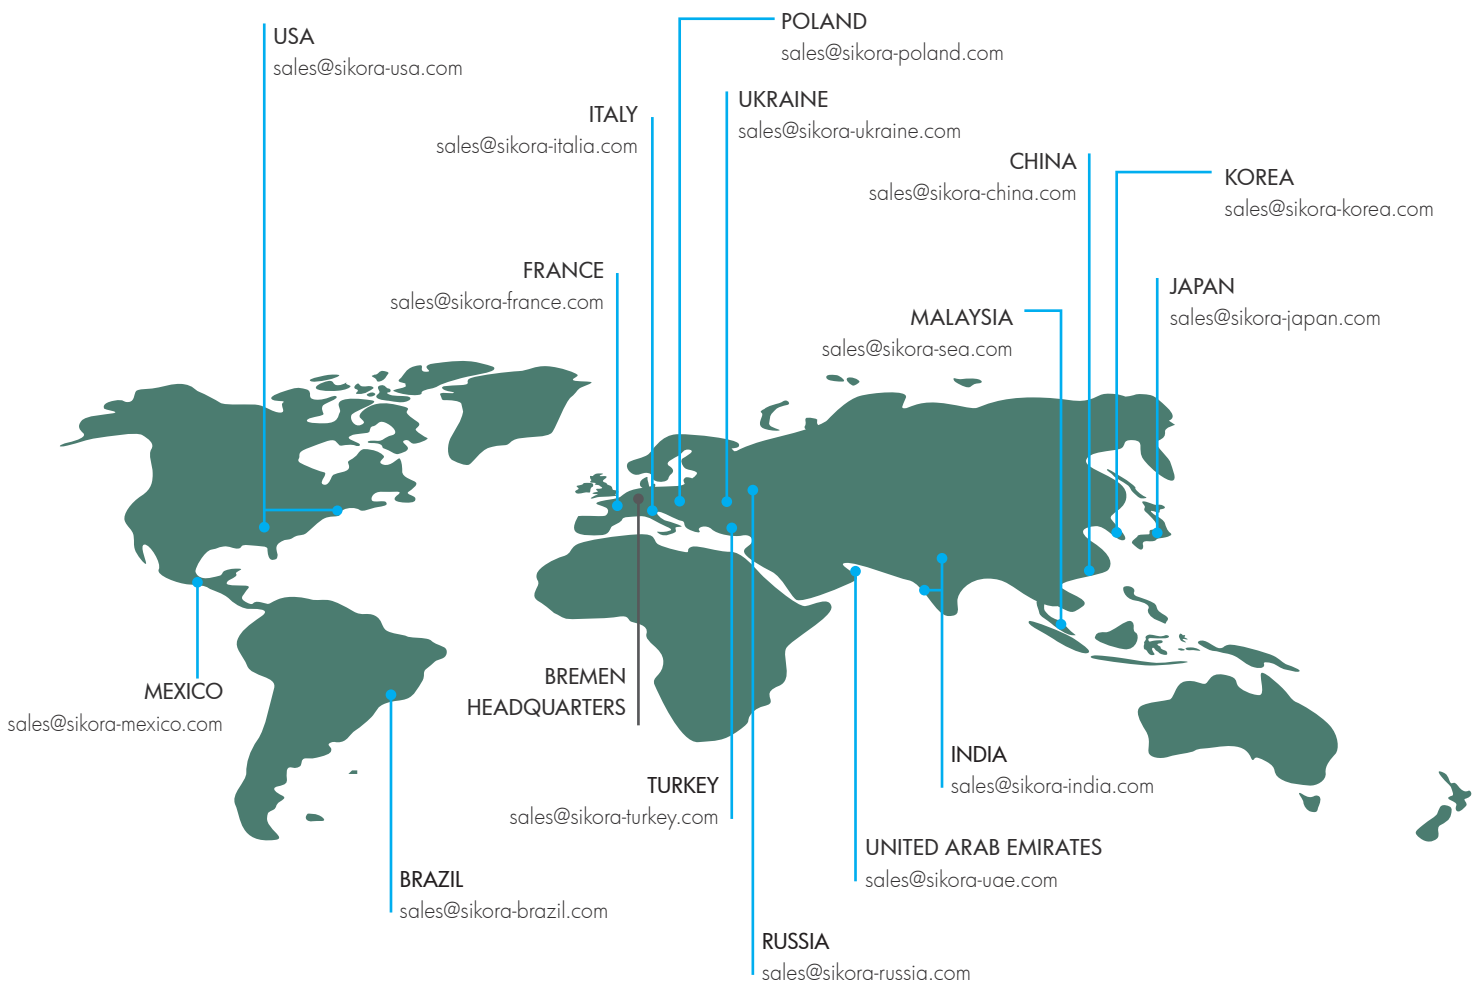 USA
sales@sikora-usa.com
POLAND
sales@sikora-poland.com
ITALY
sales@sikora-italia.com
UKRAINE
sales@sikora-ukraine.com
CHINA
sales@sikora-china.com
KOREA
sales@sikora-korea.com
FRANCE
sales@sikora-france.com
MALAYSIA
sales@sikora-sea.com
JAPAN
sales@sikora-japan.com
MEXICO
sales@sikora-mexico.com
BREMEN
HEADQUARTERS
TURKEY
sales@sikora-turkey.com
INDIA
sales@sikora-india.com
UNITED ARAB EMIRATES
sales@sikora-uae.com
BRAZIL
sales@sikora-brazil.com
RUSSIA
sales@sikora-russia.com